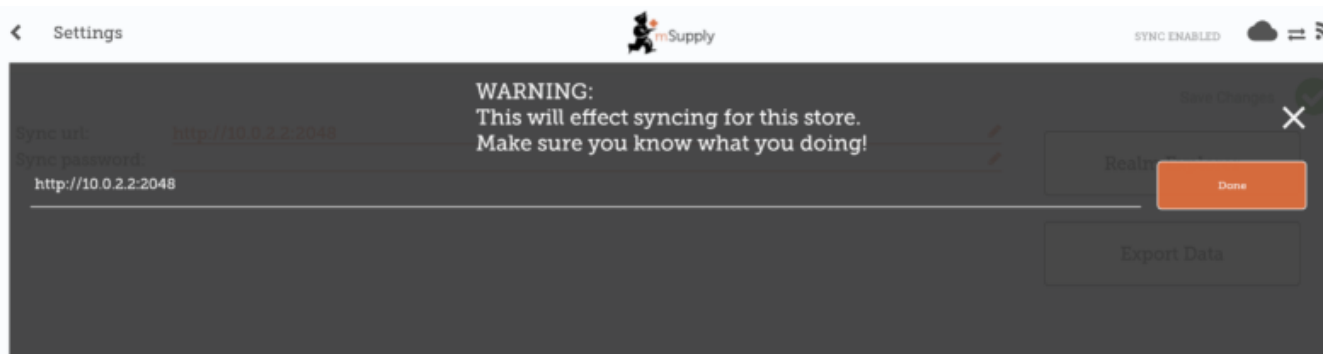 Settings
mSupply
SYNC ENABLED
WARNING:
This will effect syncing for this store.
Make sure you know what you doing!
Save Changes
Sync url: http://10.0.2.2:2048
Sync password:
http://10.0.2.2:2048
Done
Export Data